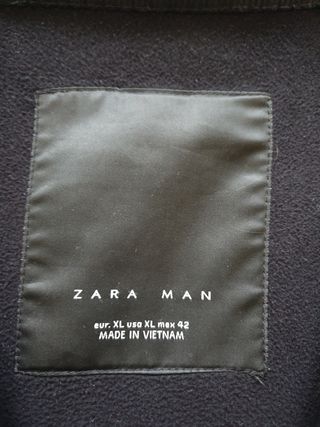 ZARA MAN
eur. XL usa XL mex 42
MADE IN VIETNAM